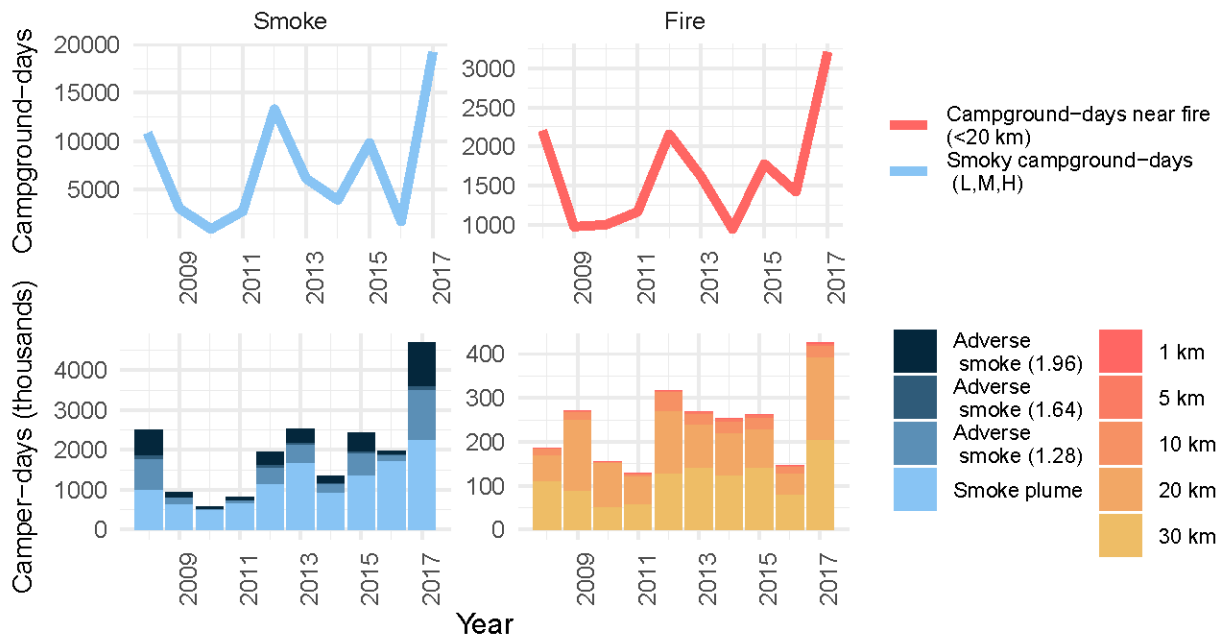 Smoke
Fire
Campground-days
20000
15000
10000
5000
3000
2500
2000
1500
1000
2009
2011
2013
2015
2017
2009
2011
2013
2015
2017
Campground-days near fire
(<20 km)
Smoky campground-days
(L,M,H)
Camper-days (thousands)
4000
3000
2000
1000
0
400
300
200
100
0
2009
2011
2013
2015
2017
2009
2011
2013
2015
2017
Year
Adverse
smoke (1.96)
Adverse
smoke (1.64)
Adverse
smoke (1.28)
Smoke plume
1 km
5 km
10 km
20 km
30 km